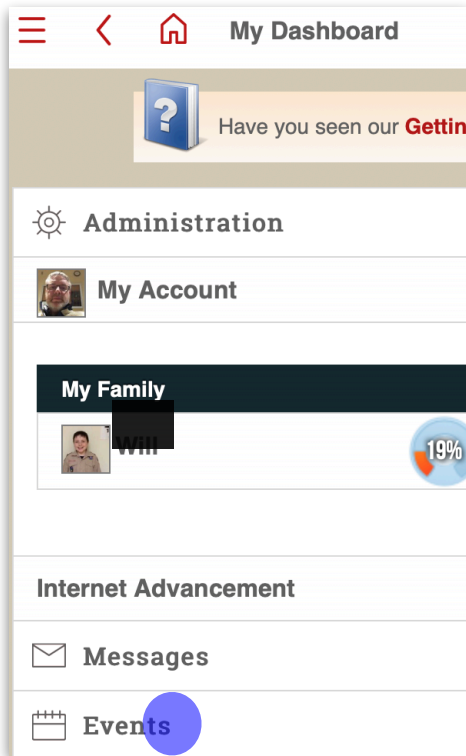 My Dashboard
?
Have you seen our Gettin
Administration
My Account
My Family
Will
19%
Internet Advancement
Messages
Events